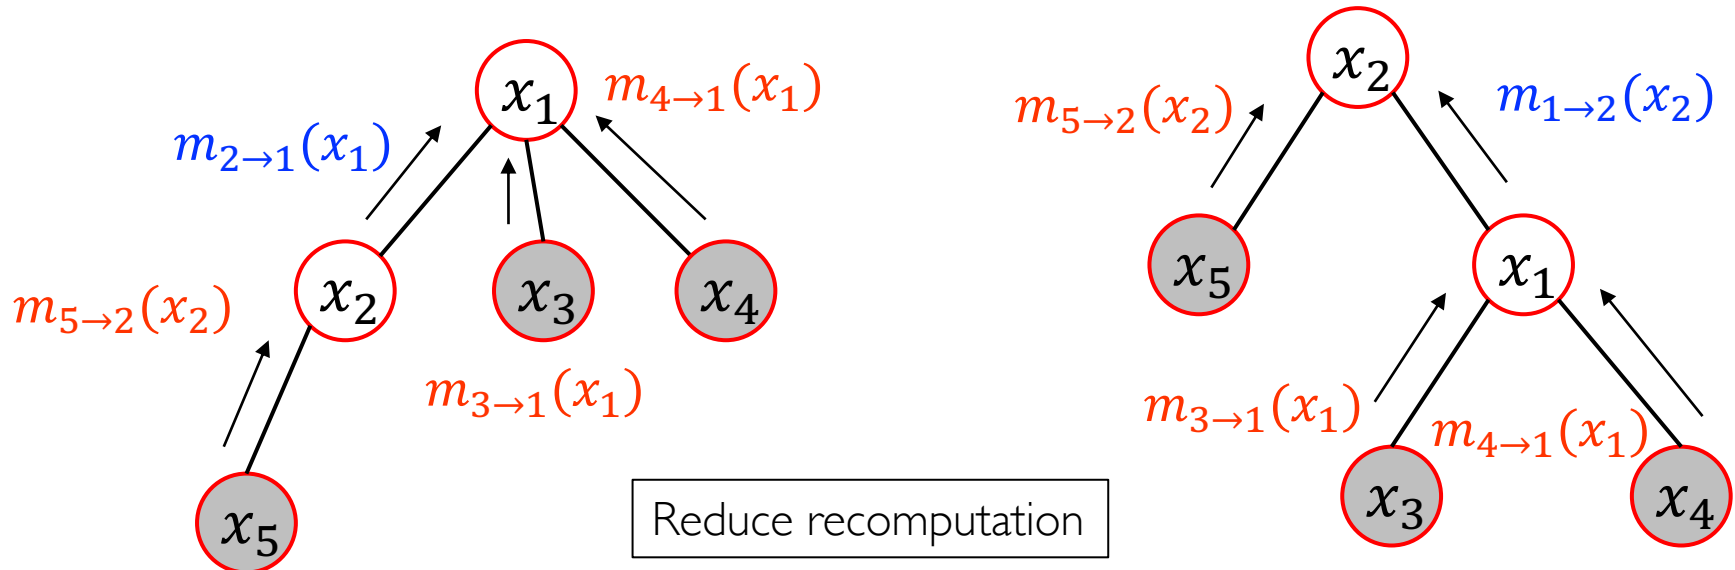 x₁
m₄→₁(x₁)
m₂→₁(x₁)
x₂
x₃
x₄
m₅→₂(x₂)
m₃→₁(x₁)
x₅
x₂
m₅→₂(x₂)
m₁→₂(x₂)
x₅
x₁
m₃→₁(x₁)
m₄→₁(x₁)
x₃
x₄
Reduce recomputation